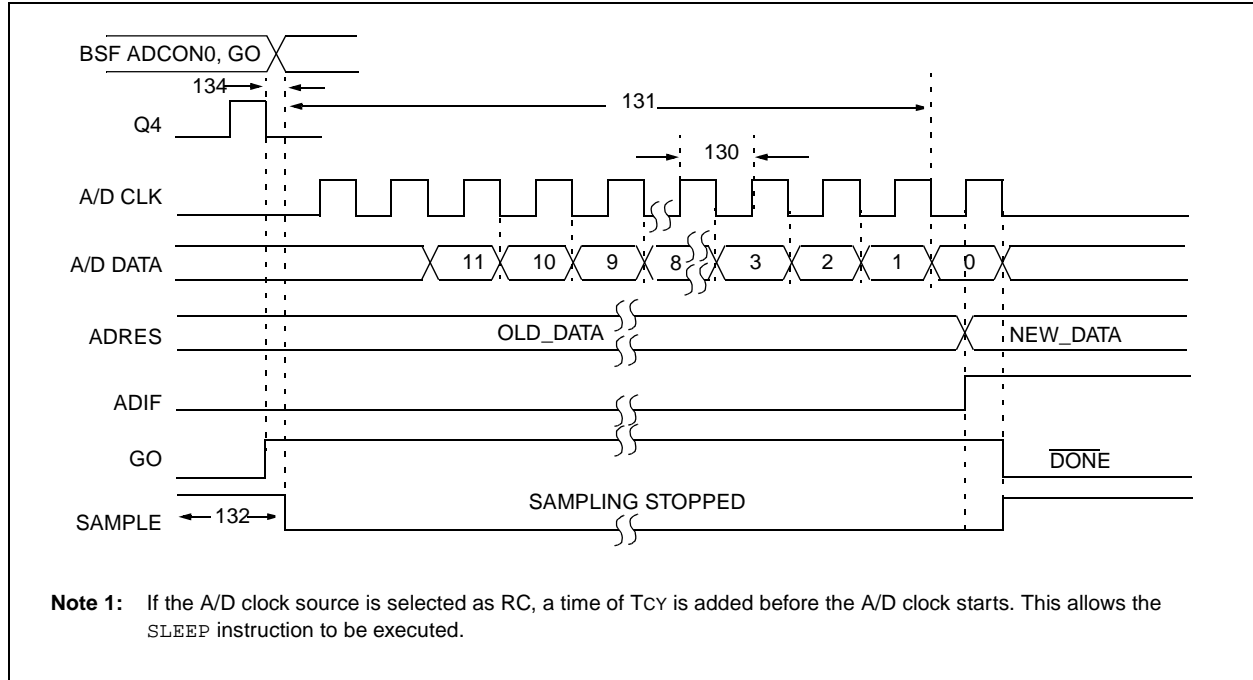 BSF ADCON0, GO
134
131
Q4
130
A/D CLK
A/D DATA 11 10 9 8 3 2 1 0
ADRES OLD_DATA NEW_DATA
ADIF
GO DONE
SAMPLING STOPPED
SAMPLE 132
Note 1: If the A/D clock source is selected as RC, a time of TCY is added before the A/D clock starts. This allows the
SLEEP instruction to be executed.